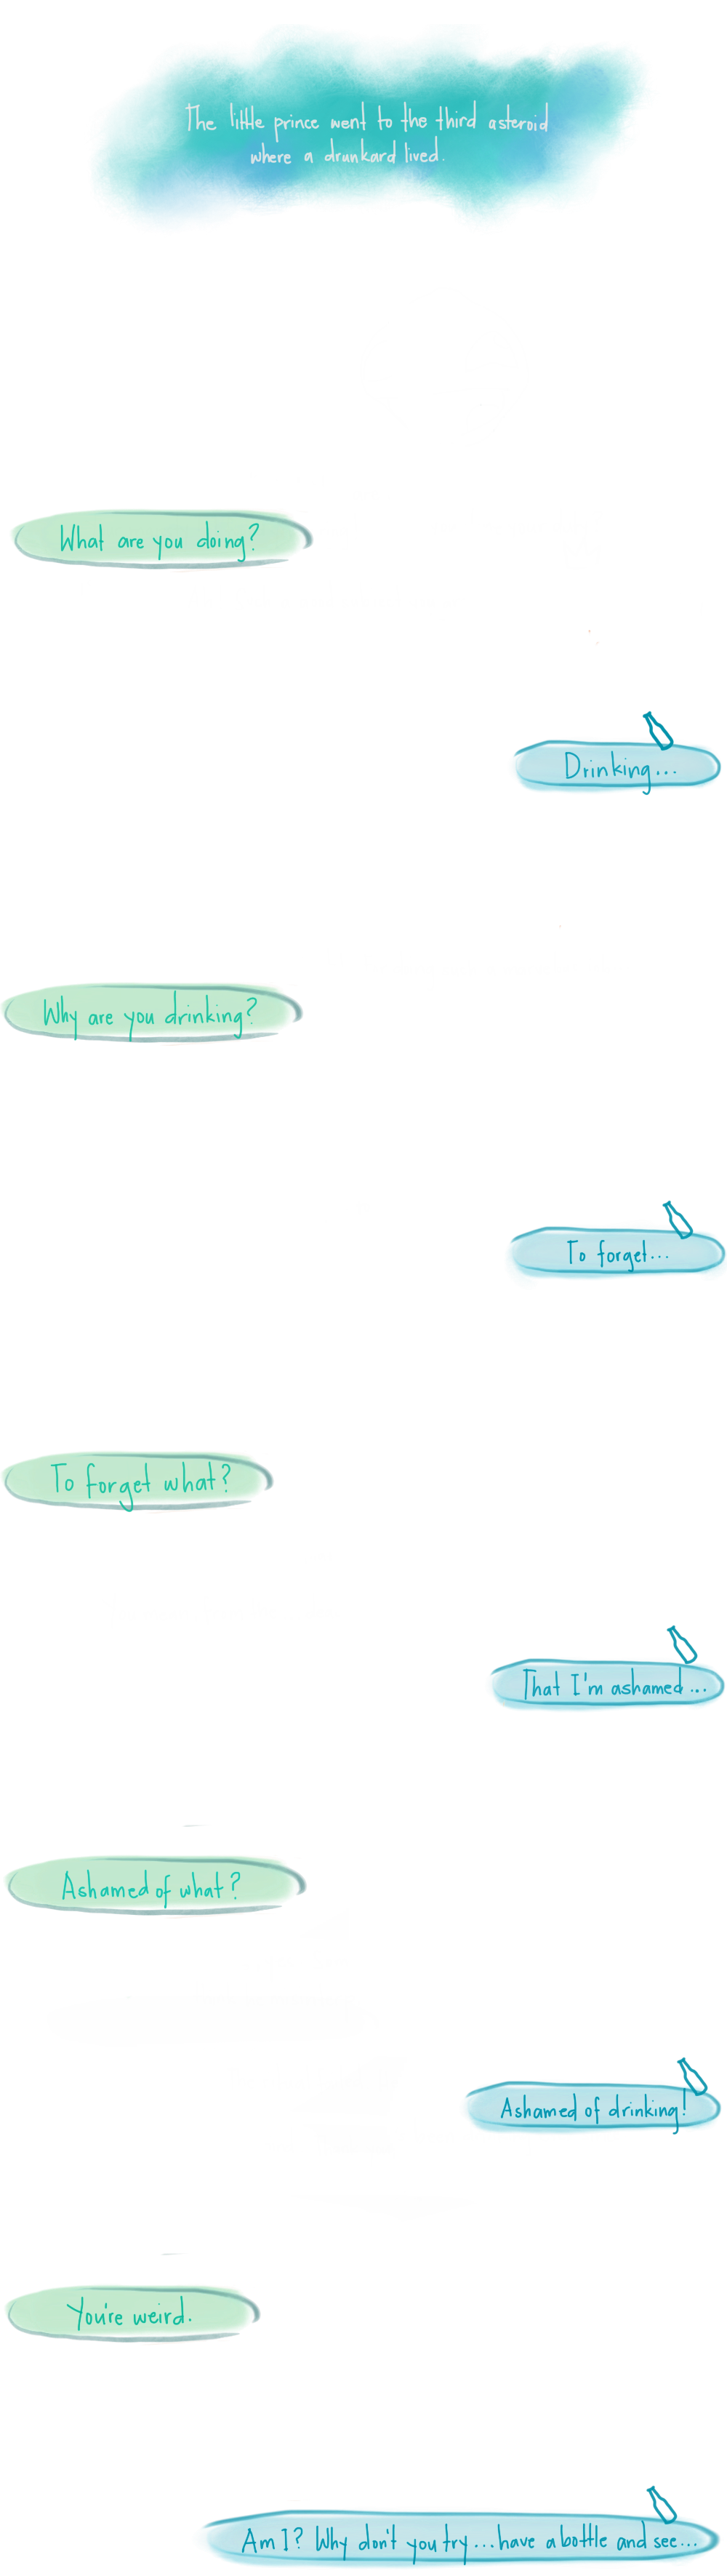 The little prince went to the third asteroid
where a drunkard lived.
What are you doing?
Drinking...
Why are you drinking?
To forget...
To forget what?
That I'm ashamed...
Ashamed of what?
Ashamed of drinking!
You're weird.
Am I? Why don't you try...have a bottle and see...